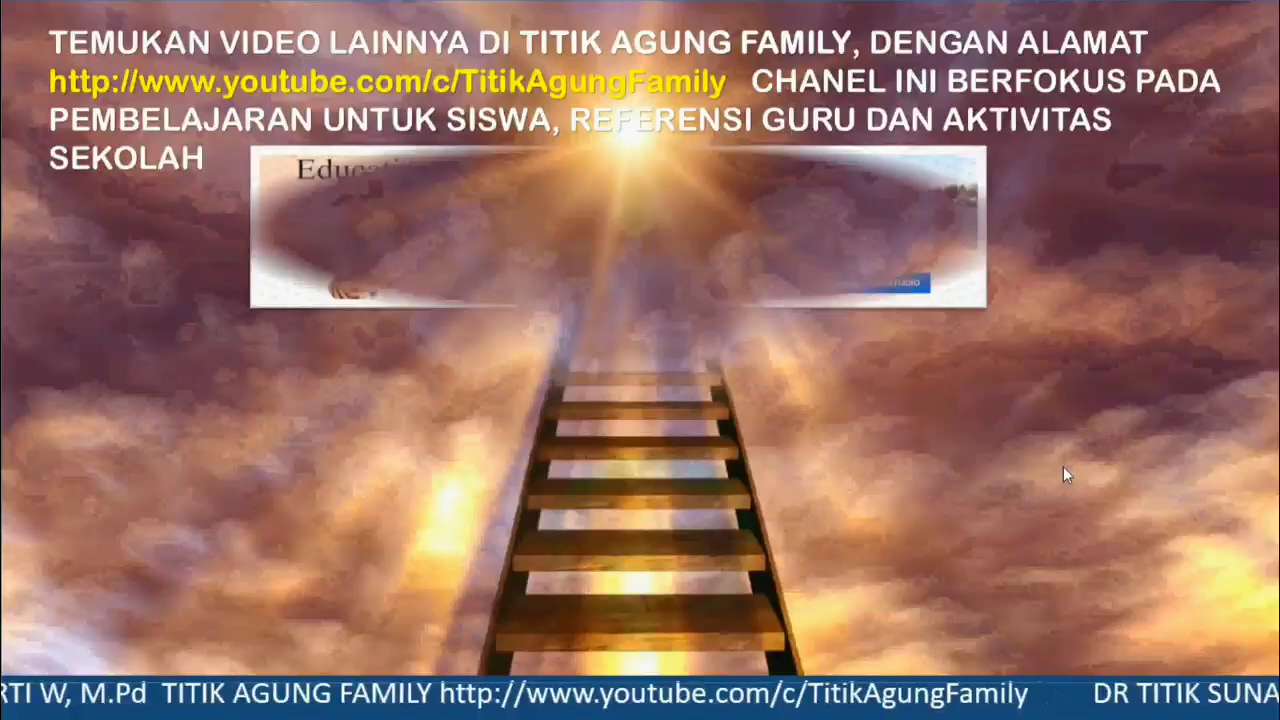 TEMUKAN VIDEO LAINNYA DI TITIK AGUNG FAMILY, DENGAN ALAMAT
http://www.youtube.com/c/TitikAgungFamily CHANEL INI BERFOKUS PADA
PEMBELAJARAN UNTUK SISWA, REFERENSI GURU DAN AKTIVITAS
SEKOLAH
RTI W, M.Pd TITIK AGUNG FAMILY http://www.youtube.com/c/TitikAgungFamily DR TITIK SUNA